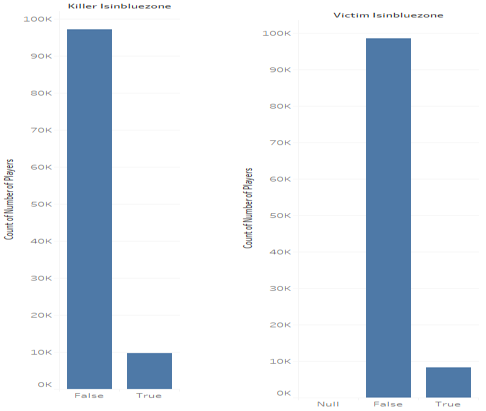 Killer Isinbluezone
100K
90K
80K
70K
60K
50K
40K
30K
20K
10K
0K
Count of Number of Players
False True
Victim Isinbluezone
100K
90K
80K
70K
60K
50K
40K
30K
20K
10K
0K
Count of Number of Players
Null False True